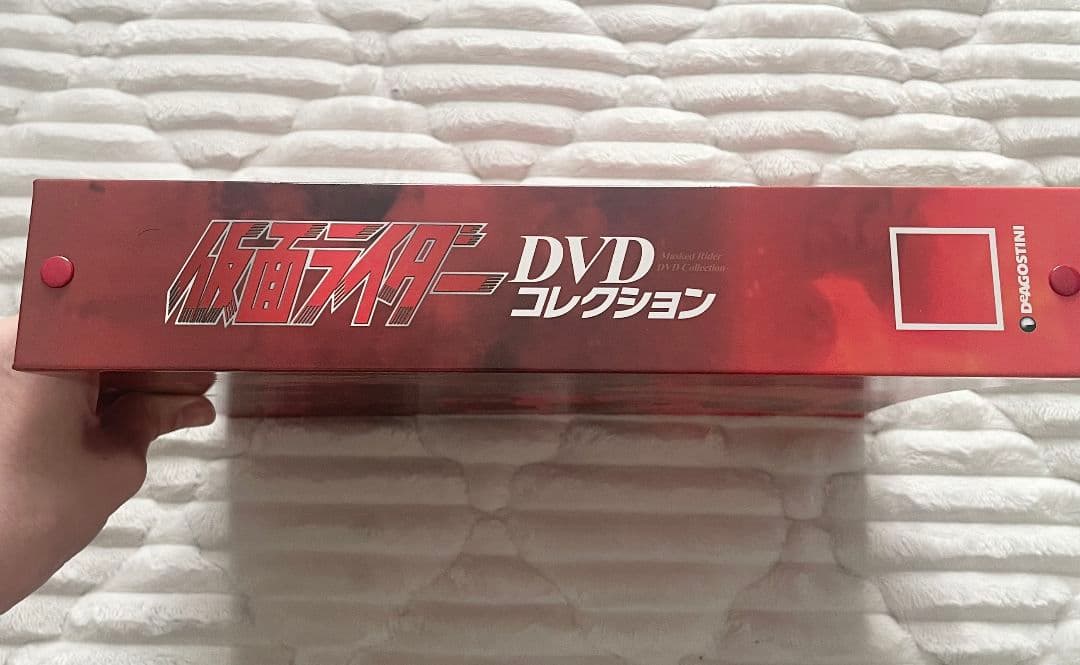 仮面ライダー
DVD
コレクション
Masked Rider
DVD Collection
DeAGOSTINI